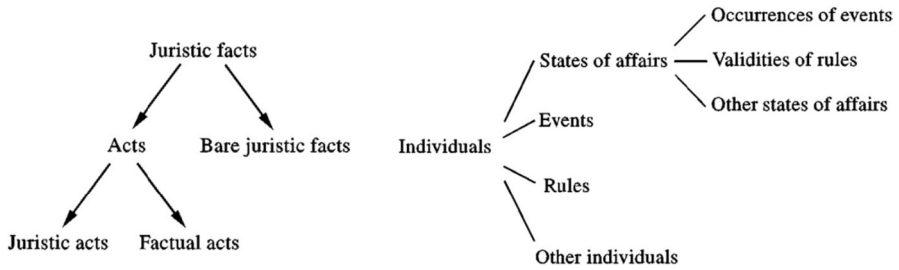 Juristic facts
Acts
Bare juristic facts
Juristic acts
Factual acts
Individuals
States of affairs
Events
Rules
Other individuals
Occurrences of events
Validities of rules
Other states of affairs